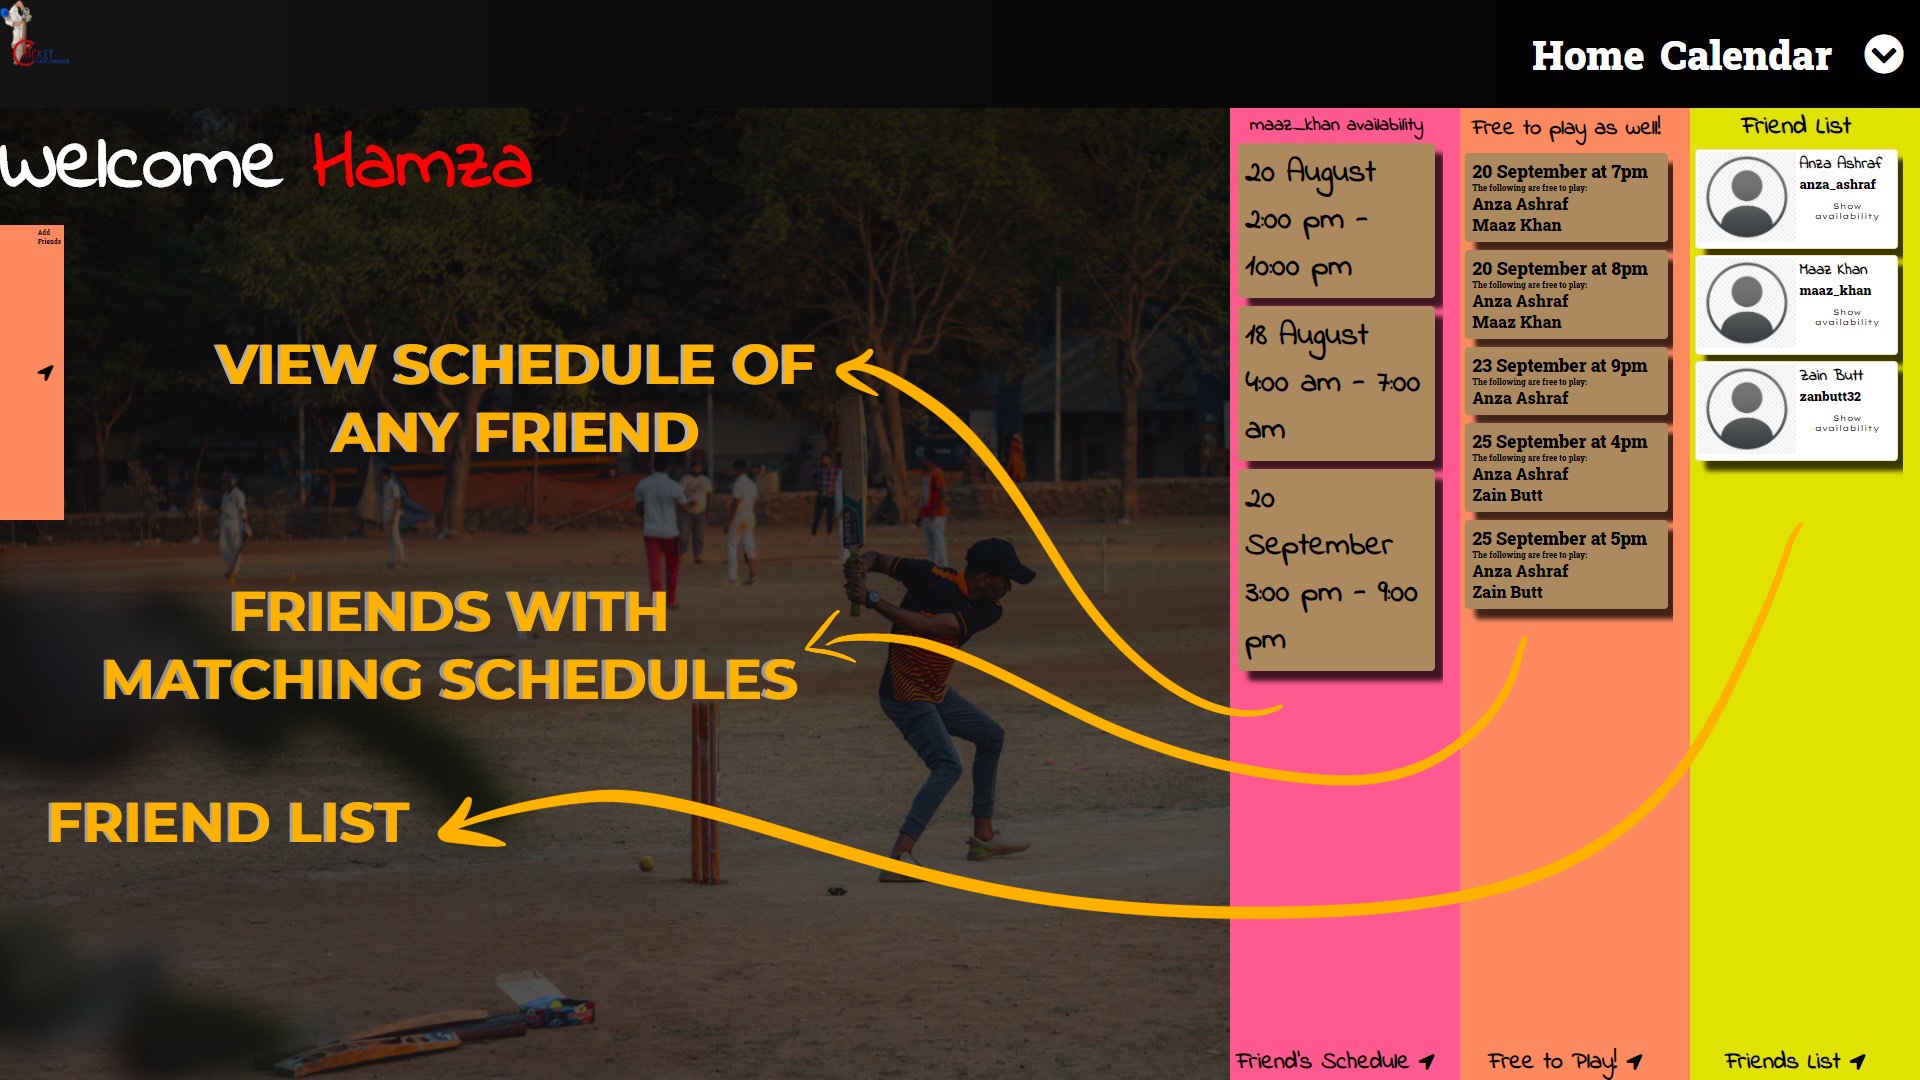 CRICKET
Home Calendar
welcome Hamza
Add
Friends
VIEW SCHEDULE OF
ANY FRIEND
FRIENDS WITH
MATCHING SCHEDULES
FRIEND LIST
maaz_khan availability
20 August
2:00 pm -
10:00 pm
18 August
4:00 am - 7:00
am
20
September
3:00 pm - 9:00
pm
Friend's Schedule
Free to play as well!
20 September at 7pm
The following are free to play:
Anza Ashraf
Maaz Khan
20 September at 8pm
The following are free to play:
Anza Ashraf
Maaz Khan
23 September at 9pm
The following are free to play:
Anza Ashraf
25 September at 4pm
The following are free to play:
Anza Ashraf
Zain Butt
25 September at 5pm
The following are free to play:
Anza Ashraf
Zain Butt
Free to Play!
Friend List
Anza Ashraf
anza_ashraf
Show
availability
Maaz Khan
maaz_khan
Show
availability
Zain Butt
zanbutt32
Show
availability
Friends List